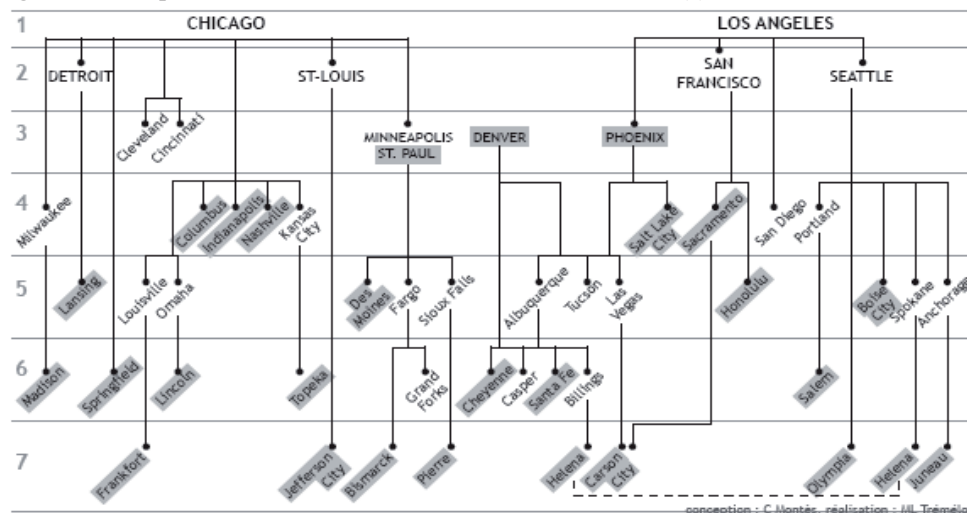 1
CHICAGO
LOS ANGELES
2
DETROIT
ST-LOUIS
SAN
FRANCISCO
SEATTLE
3
Cleveland
Cincinnati
MINNEAPOLIS
ST. PAUL
DENVER
PHOENIX
4
Milwaukee
Columbus
Indianapolis
Nashville
Kansas
City
Salt Lake
City
Sacramento
San Diego
Portland
5
Lansing
Louisville
Omaha
Des
Moines
Fargo
Sioux Falls
Albuquerque
Tucson
Las
Vegas
Honolulu
Boise
City
Spokane
Anchorage
6
Madison
Springfield
Lincoln
Topeka
Grand
Forks
Cheyenne
Casper
Santa Fe
Billings
Salem
7
Frankfort
Jefferson
City
Bismarck
Pierre
Helena
Carson
City
Olympia
Helena
Juneau
conception : C Montès, réalisation : ML Trémélo